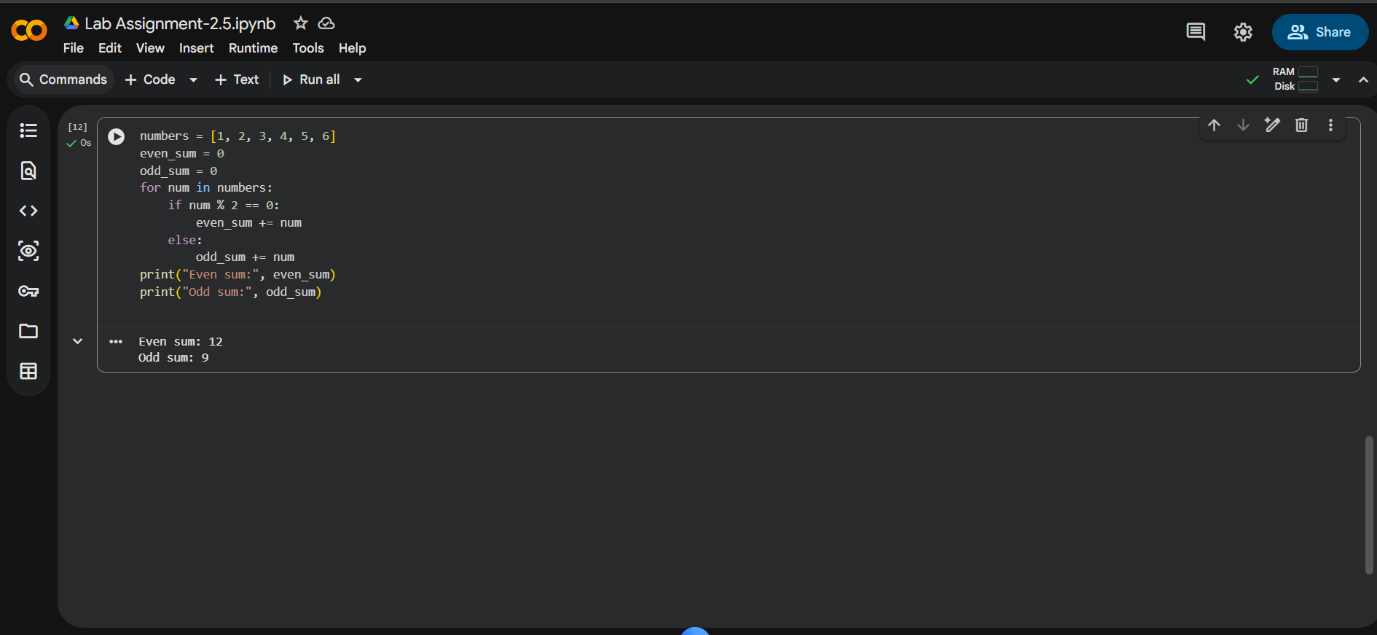 Lab Assignment-2.5.ipynb
File Edit View Insert Runtime Tools Help
Share
Commands + Code + Text Run all
RAM
Disk
[12]
0s
numbers = [1, 2, 3, 4, 5, 6]
even_sum = 0
odd_sum = 0
for num in numbers:
    if num % 2 == 0:
        even_sum += num
    else:
        odd_sum += num
print("Even sum:", even_sum)
print("Odd sum:", odd_sum)
Even sum: 12
Odd sum: 9